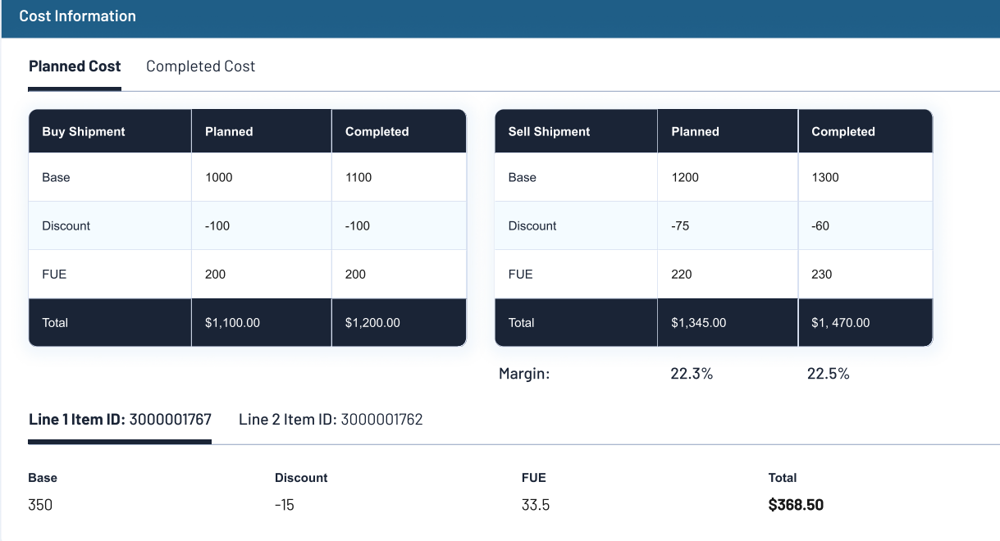 Cost Information
Planned Cost Completed Cost
Buy Shipment Planned Completed Sell Shipment Planned Completed
Base 1000 1100 Base 1200 1300
Discount -100 -100 Discount -75 -60
FUE 200 200 FUE 220 230
Total $1,100.00 $1,200.00 Total $1,345.00 $1, 470.00
Margin: 22.3% 22.5%
Line 1 Item ID: 3000001767 Line 2 Item ID: 3000001762
Base Discount FUE Total
350 -15 33.5 $368.50